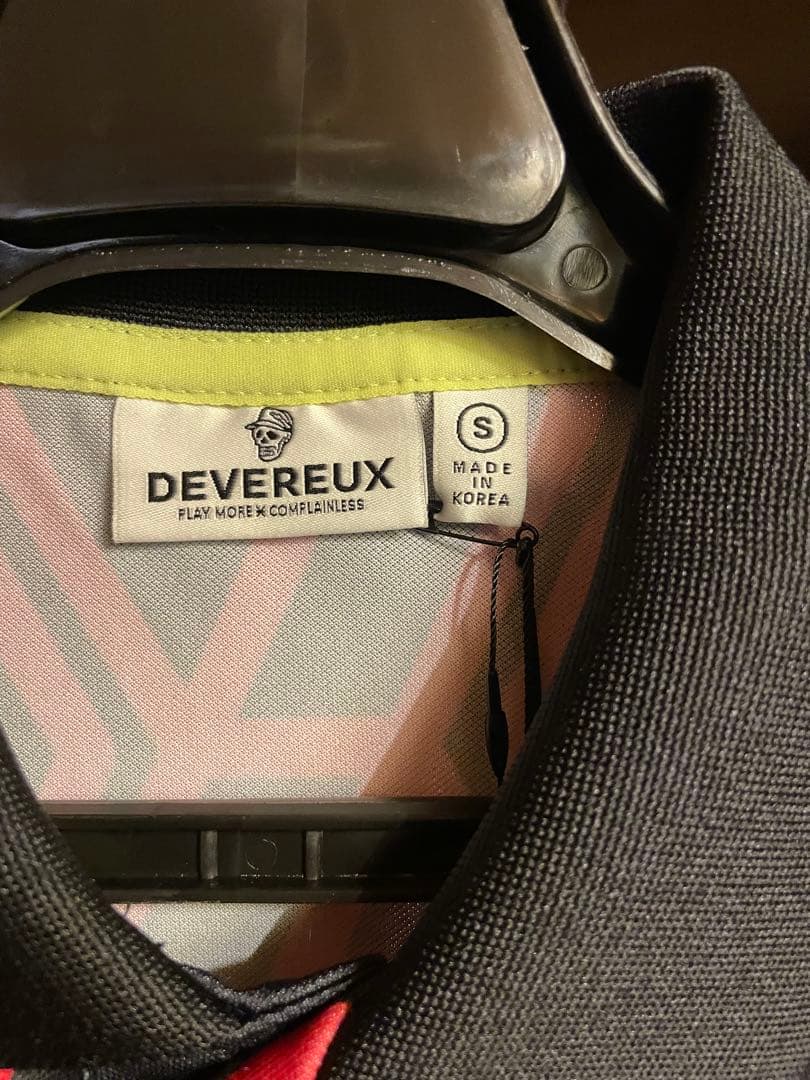 DEVEREUX
PLAY MORE X COMPLAINLESS
S
MADE
IN
KOREA